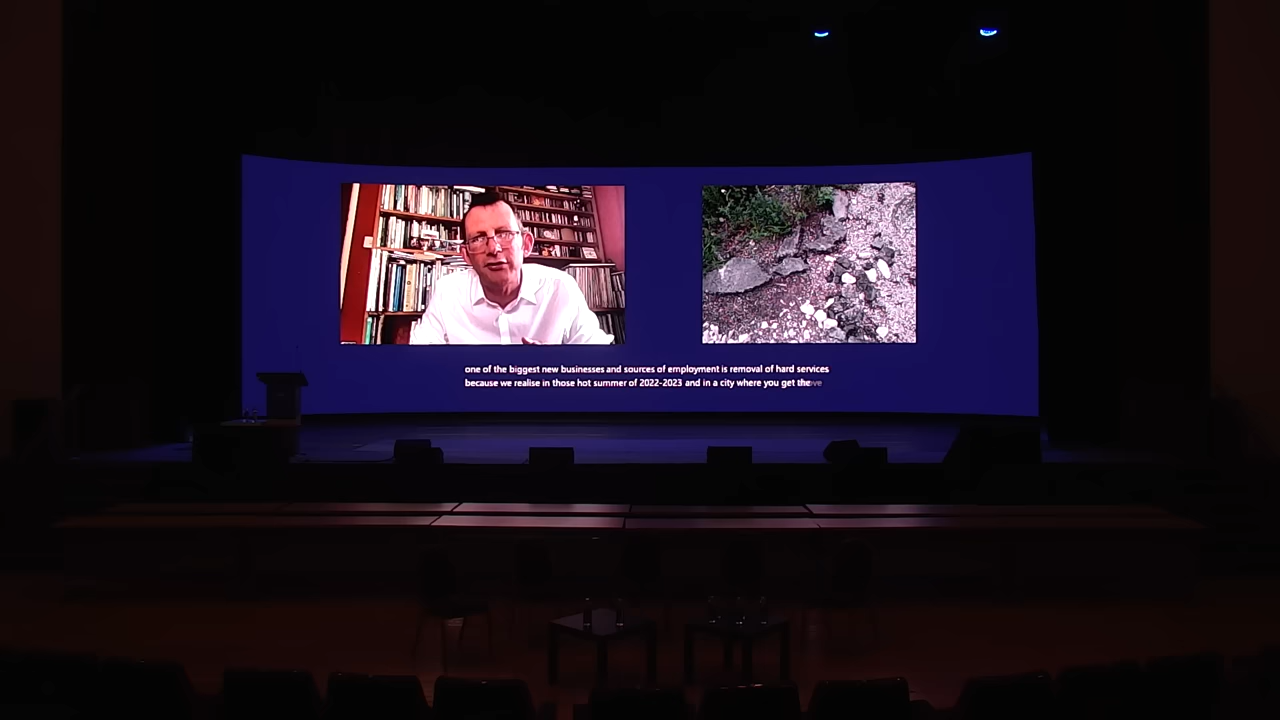 one of the biggest new businesses and sources of employment is removal of hard services
because we realise in those hot summer of 2022-2023 and in a city where you get the